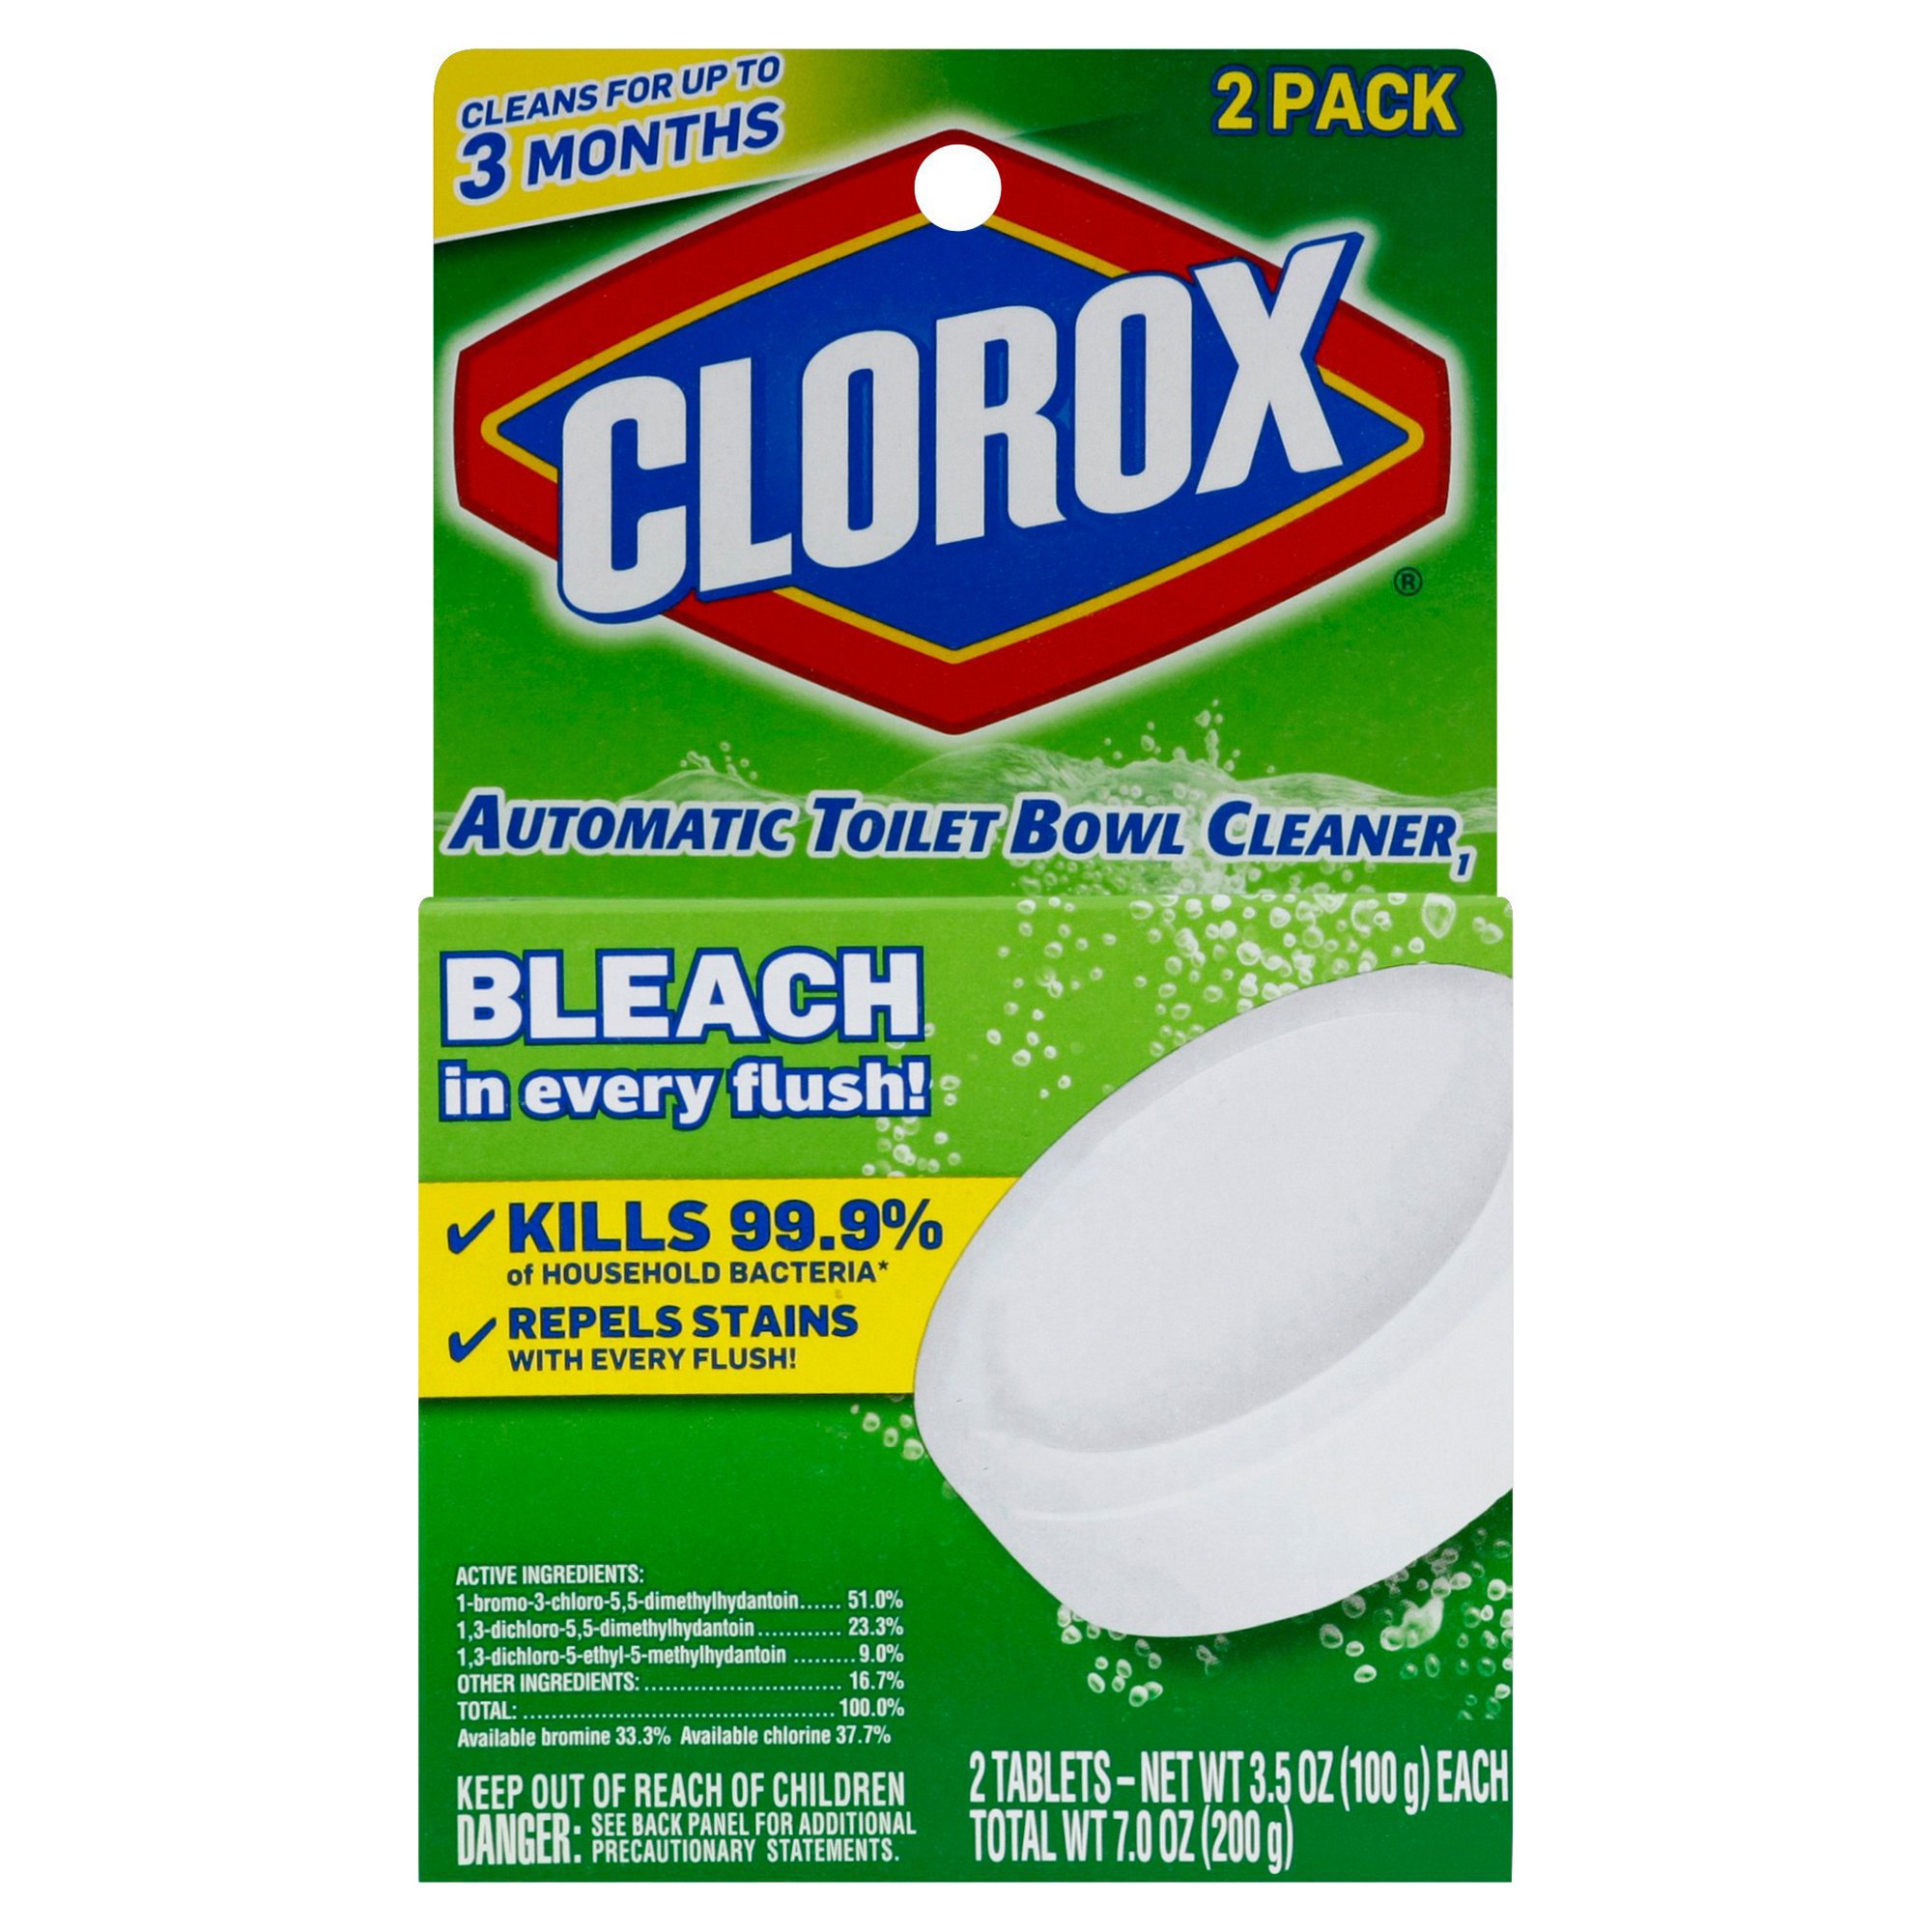 CLEANS FOR UP TO
3 MONTHS
2 PACK
CLOROX
®
AUTOMATIC TOILET BOWL CLEANER1
BLEACH
in every flush!
✓ KILLS 99.9%
of HOUSEHOLD BACTERIA*
✓ REPELS STAINS
WITH EVERY FLUSH!
ACTIVE INGREDIENTS:
1-bromo-3-chloro-5,5-dimethylhydantoin...... 51.0%
1,3-dichloro-5,5-dimethylhydantoin............ 23.3%
1,3-dichloro-5-ethyl-5-methylhydantoin ......... 9.0%
OTHER INGREDIENTS: ............................ 16.7%
TOTAL: ............................................ 100.0%
Available bromine 33.3% Available chlorine 37.7%
KEEP OUT OF REACH OF CHILDREN
DANGER: SEE BACK PANEL FOR ADDITIONAL
PRECAUTIONARY STATEMENTS.
2 TABLETS – NET WT 3.5 OZ (100 g) EACH
TOTAL WT 7.0 OZ (200 g)